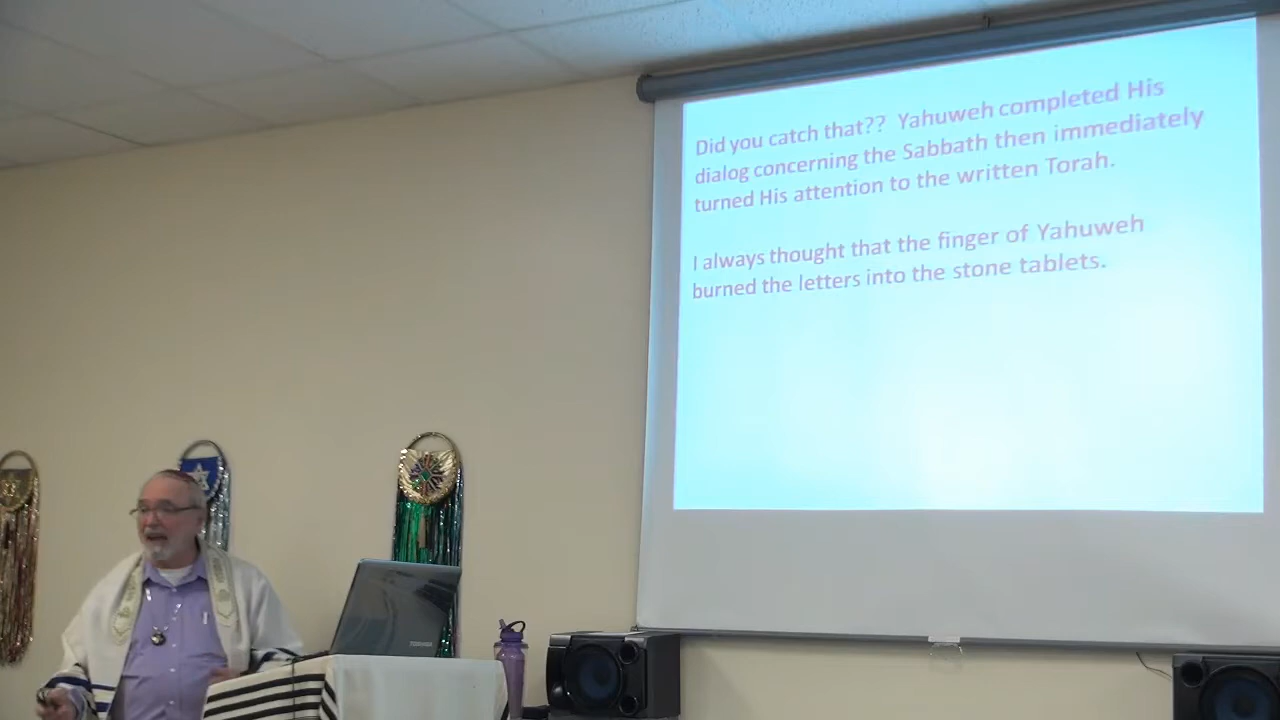 Did you catch that?? Yahuweh completed His
dialog concerning the Sabbath then immediately
turned His attention to the written Torah.
I always thought that the finger of Yahuweh
burned the letters into the stone tablets.
TOSHIBA